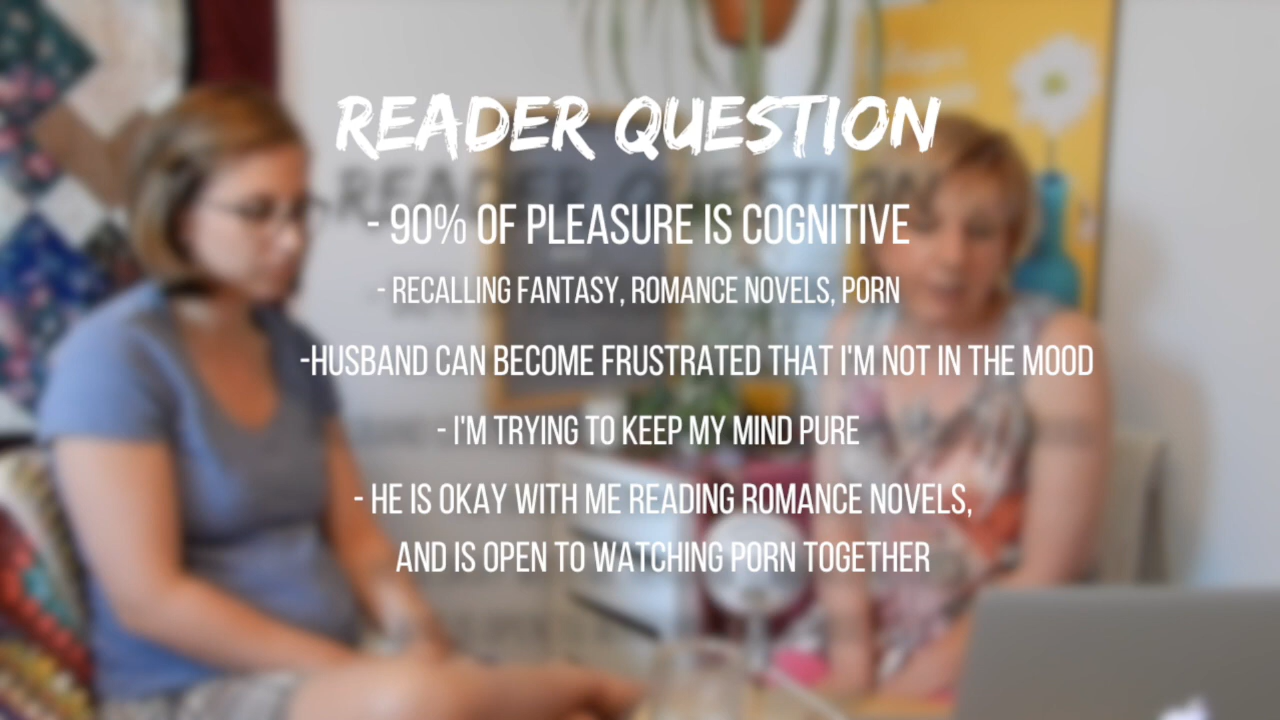 READER QUESTION
- 90% OF PLEASURE IS COGNITIVE
- RECALLING FANTASY, ROMANCE NOVELS, PORN
-HUSBAND CAN BECOME FRUSTRATED THAT I'M NOT IN THE MOOD
- I'M TRYING TO KEEP MY MIND PURE
- HE IS OKAY WITH ME READING ROMANCE NOVELS,
AND IS OPEN TO WATCHING PORN TOGETHER